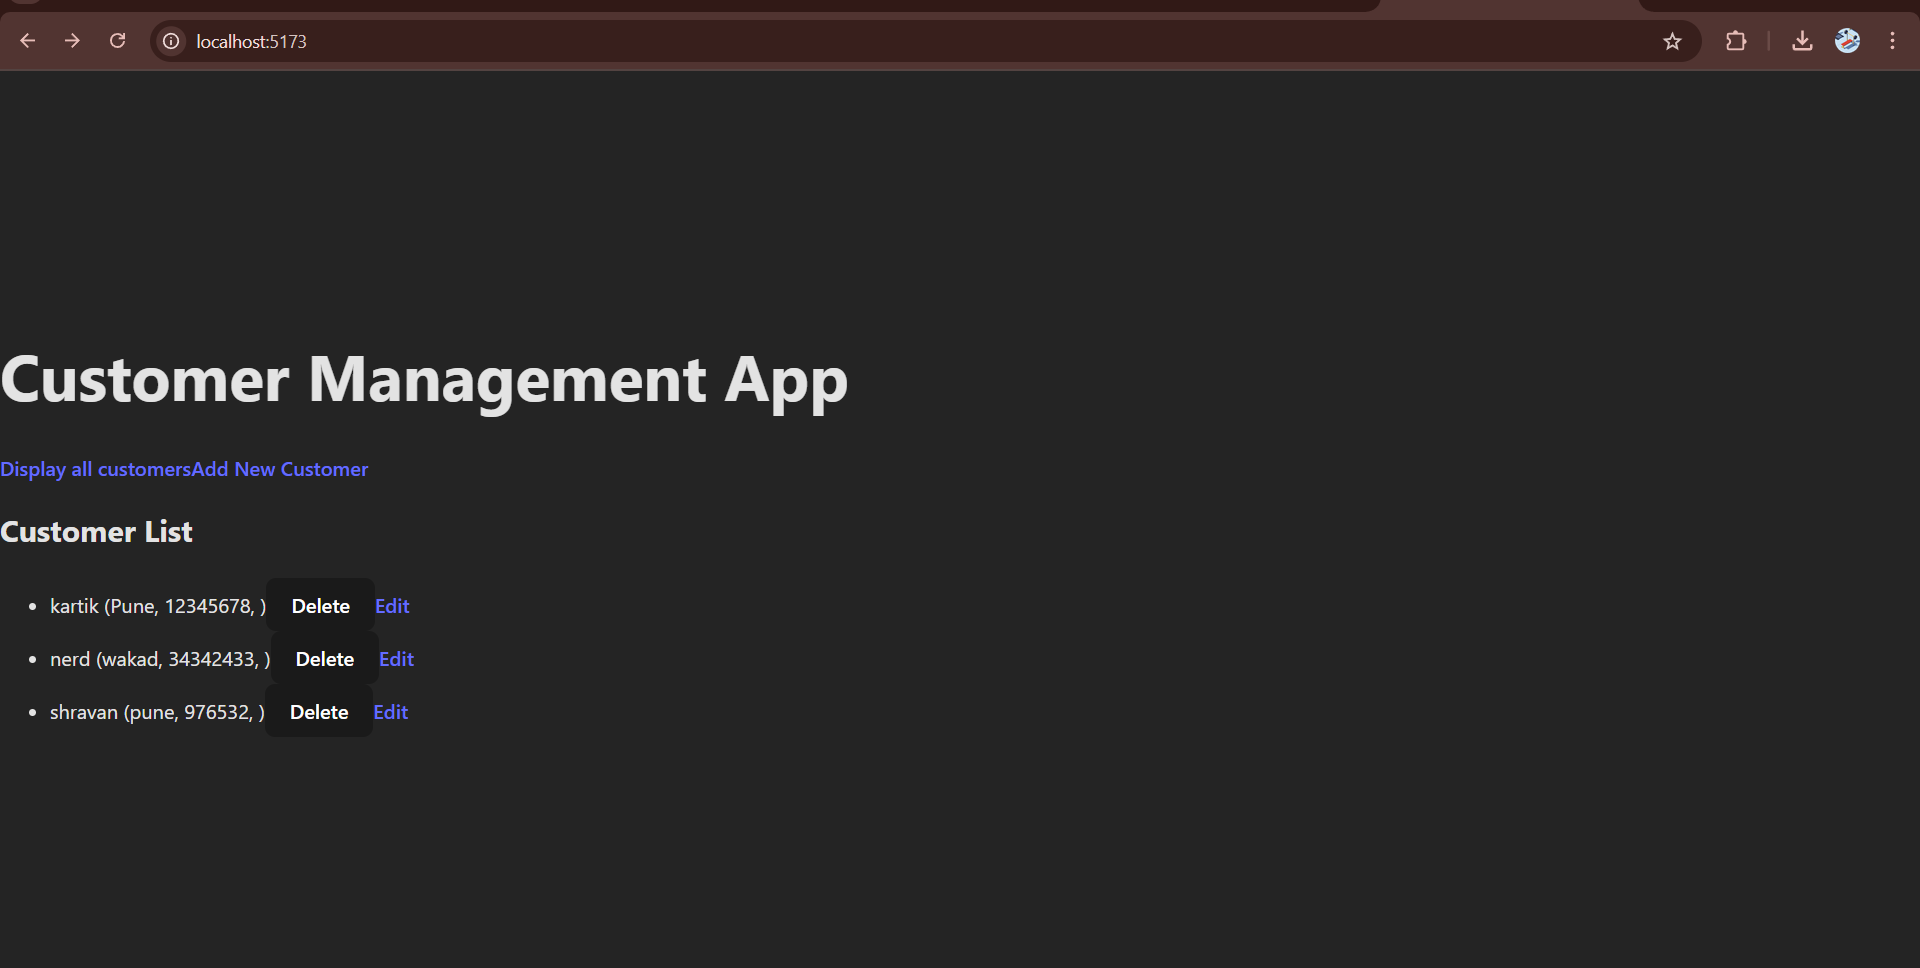 localhost:5173
Customer Management App
Display all customersAdd New Customer
Customer List
• kartik (Pune, 12345678, ) Delete Edit
• nerd (wakad, 34342433, ) Delete Edit
• shravan (pune, 976532, ) Delete Edit